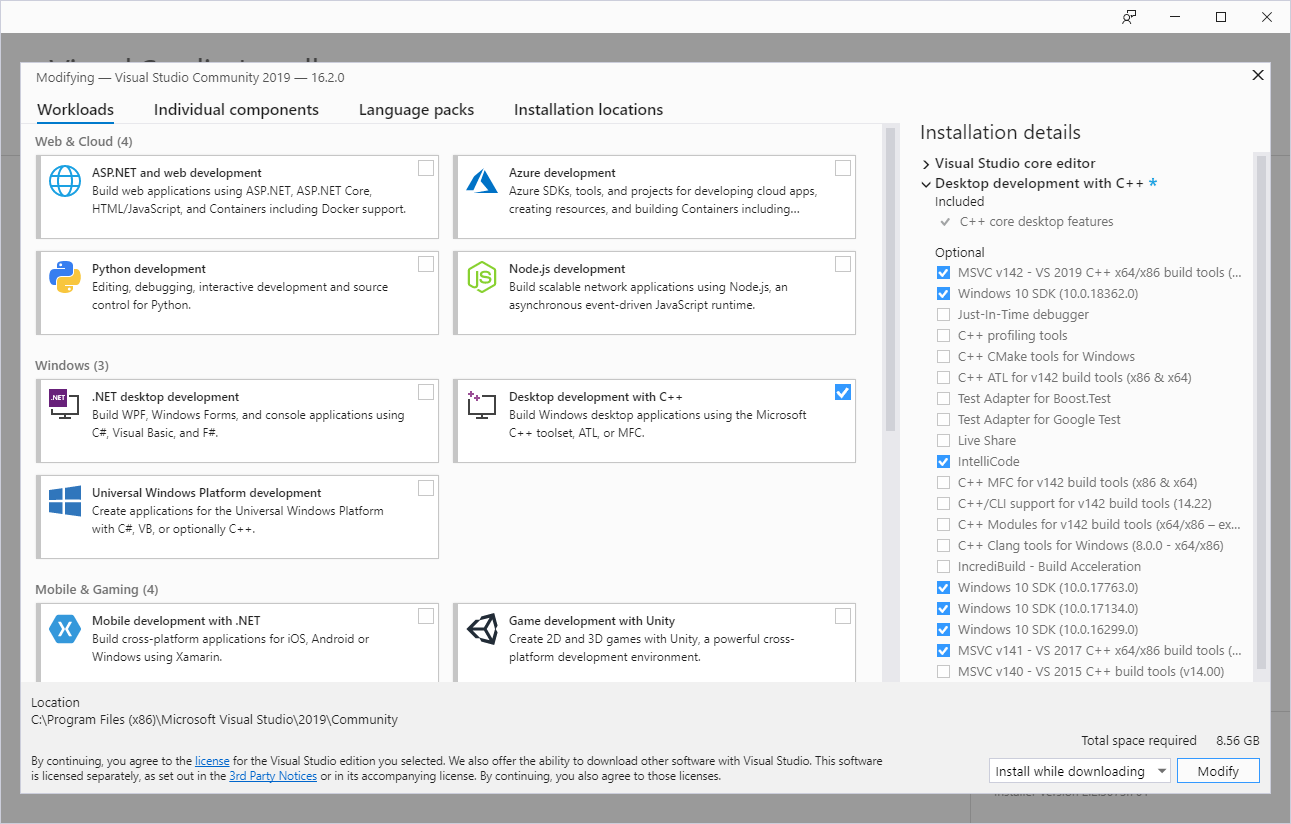 Modifying — Visual Studio Community 2019 — 16.2.0
Workloads Individual components Language packs Installation locations
Web & Cloud (4)
ASP.NET and web development
Build web applications using ASP.NET, ASP.NET Core,
HTML/JavaScript, and Containers including Docker support.
Azure development
Azure SDKs, tools, and projects for developing cloud apps,
creating resources, and building Containers including...
Python development
Editing, debugging, interactive development and source
control for Python.
Node.js development
Build scalable network applications using Node.js, an
asynchronous event-driven JavaScript runtime.
Windows (3)
.NET
.NET desktop development
Build WPF, Windows Forms, and console applications using
C#, Visual Basic, and F#.
Desktop development with C++
Build Windows desktop applications using the Microsoft
C++ toolset, ATL, or MFC.
Universal Windows Platform development
Create applications for the Universal Windows Platform
with C#, VB, or optionally C++.
Mobile & Gaming (4)
Mobile development with .NET
Build cross-platform applications for iOS, Android or
Windows using Xamarin.
Game development with Unity
Create 2D and 3D games with Unity, a powerful cross-
platform development environment.
Installation details
Visual Studio core editor
Desktop development with C++ *
Included
C++ core desktop features
Optional
MSVC v142 - VS 2019 C++ x64/x86 build tools (...
Windows 10 SDK (10.0.18362.0)
Just-In-Time debugger
C++ profiling tools
C++ CMake tools for Windows
C++ ATL for v142 build tools (x86 & x64)
Test Adapter for Boost.Test
Test Adapter for Google Test
Live Share
IntelliCode
C++ MFC for v142 build tools (x86 & x64)
C++/CLI support for v142 build tools (14.22)
C++ Modules for v142 build tools (x64/x86 – ex...
C++ Clang tools for Windows (8.0.0 - x64/x86)
IncrediBuild - Build Acceleration
Windows 10 SDK (10.0.17763.0)
Windows 10 SDK (10.0.17134.0)
Windows 10 SDK (10.0.16299.0)
MSVC v141 - VS 2017 C++ x64/x86 build tools (...
MSVC v140 - VS 2015 C++ build tools (v14.00)
Location
C:\Program Files (x86)\Microsoft Visual Studio\2019\Community
Total space required 8.56 GB
By continuing, you agree to the license for the Visual Studio edition you selected. We also offer the ability to download other software with Visual Studio. This software
is licensed separately, as set out in the 3rd Party Notices or in its accompanying license. By continuing, you also agree to those licenses.
Install while downloading
Modify